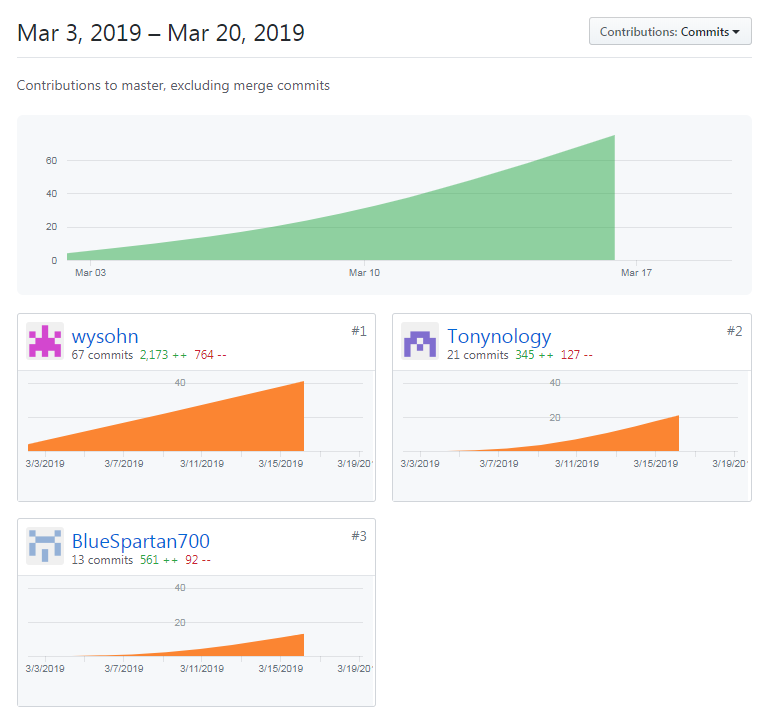 Mar 3, 2019 – Mar 20, 2019
Contributions: Commits
Contributions to master, excluding merge commits
60
40
20
0
Mar 03 Mar 10 Mar 17
wysohn #1
67 commits 2,173 ++ 764 --
40
3/3/2019 3/7/2019 3/11/2019 3/15/2019 3/19/20
Tonynology #2
21 commits 345 ++ 127 --
40
20
3/3/2019 3/7/2019 3/11/2019 3/15/2019 3/19/20
BlueSpartan700 #3
13 commits 561 ++ 92 --
40
20
3/3/2019 3/7/2019 3/11/2019 3/15/2019 3/19/20